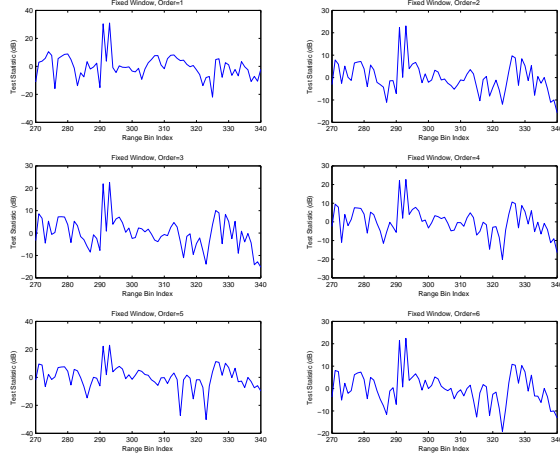 Fixed Window, Order=1
40
20
0
−20
−40
Test Statistic (dB)
270 280 290 300 310 320 330 340
Range Bin Index
Fixed Window, Order=2
30
20
10
0
−10
−20
Test Statistic (dB)
270 280 290 300 310 320 330 340
Range Bin Index
Fixed Window, Order=3
30
20
10
0
−10
−20
Test Statistic (dB)
270 280 290 300 310 320 330 340
Range Bin Index
Fixed Window, Order=4
30
20
10
0
−10
−20
−30
Test Statistic (dB)
270 280 290 300 310 320 330 340
Range Bin Index
Fixed Window, Order=5
40
20
0
−20
−40
Test Statistic (dB)
270 280 290 300 310 320 330 340
Range Bin Index
Fixed Window, Order=6
30
20
10
0
−10
−20
Test Statistic (dB)
270 280 290 300 310 320 330 340
Range Bin Index